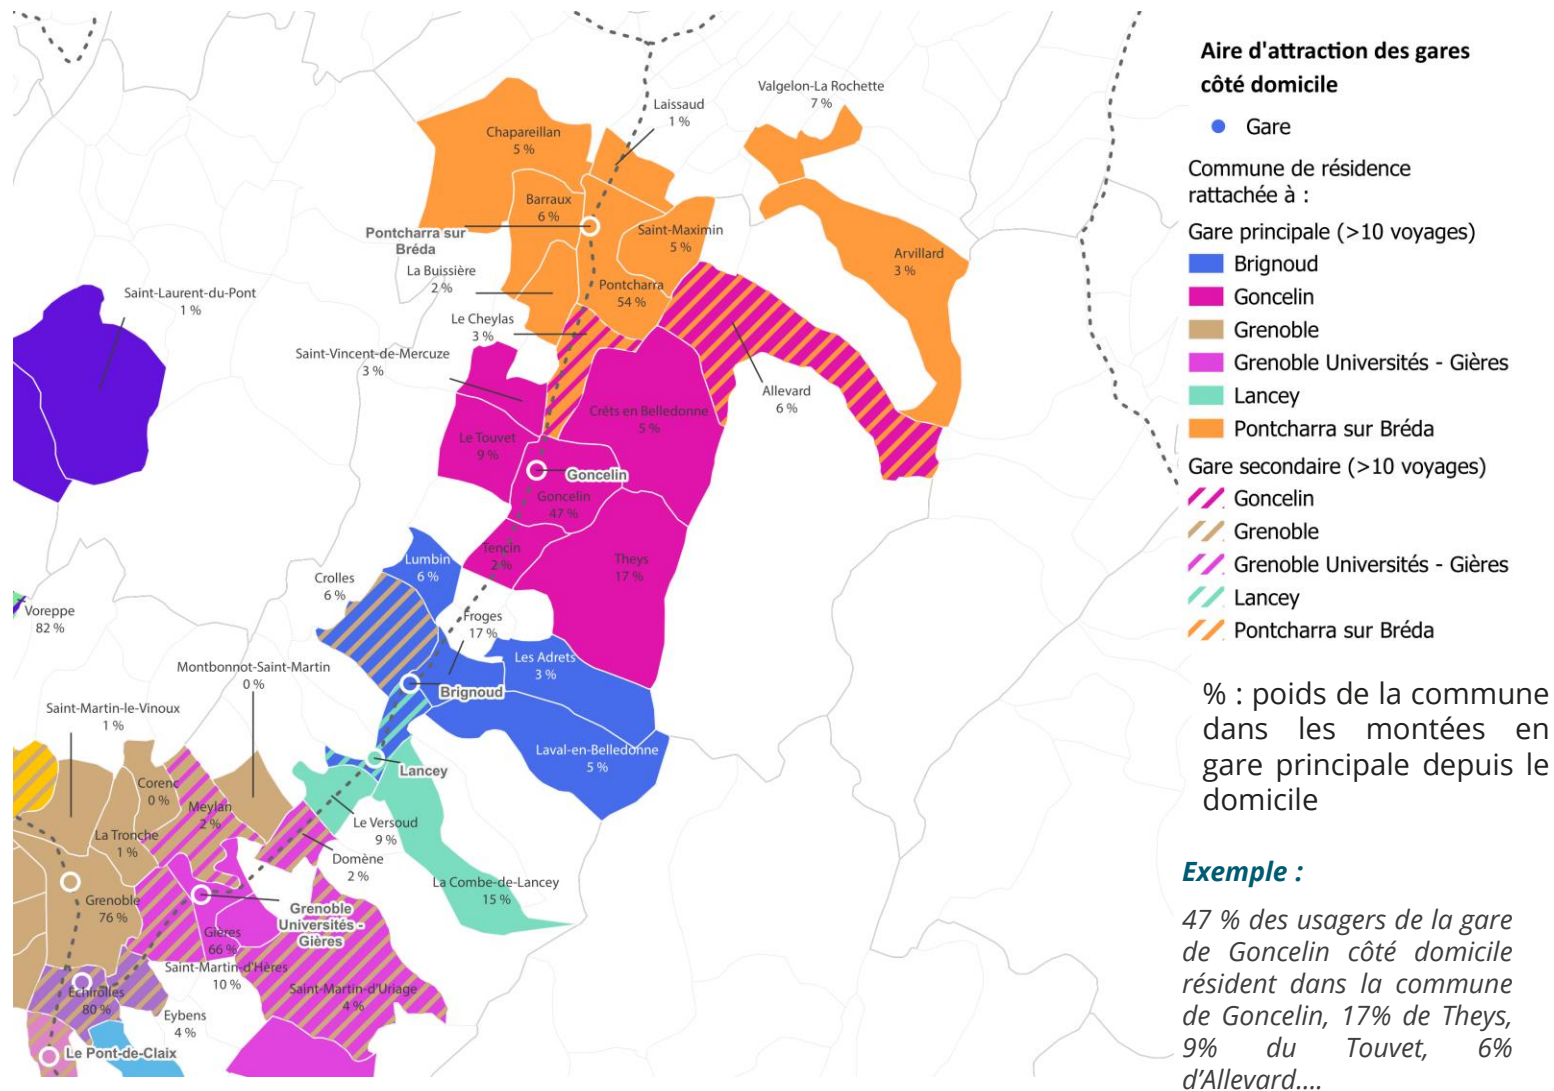 Valgelon-La Rochette
7 %
Laissaud
1 %
Chapareillan
5 %
Barraux
6 %
Pontcharra sur
Bréda
Saint-Maximin
5 %
Arvillard
3 %
La Buissière
2 %
Pontcharra
54 %
Saint-Laurent-du-Pont
1 %
Le Cheylas
3 %
Saint-Vincent-de-Mercuze
3 %
Allevard
6 %
Crêts en Belledonne
5 %
Le Touvet
9 %
Goncelin
Goncelin
47 %
Tencin
2 %
Theys
17 %
Lumbin
6 %
Crolles
6 %
Voreppe
82 %
Froges
17 %
Les Adrets
3 %
Montbonnot-Saint-Martin
0 %
Brignoud
Saint-Martin-le-Vinoux
1 %
Laval-en-Belledonne
5 %
Lancey
Corenc
0 %
Meylan
2 %
Le Versoud
9 %
La Tronche
1 %
Domène
2 %
La Combe-de-Lancey
15 %
Grenoble
76 %
Grenoble
Universités -
Gières
Gières
66 %
Saint-Martin-d'Hères
10 %
Saint-Martin-d'Uriage
4 %
Échirolles
80 %
Eybens
4 %
Le Pont-de-Claix
Aire d'attraction des gares
côté domicile
Gare
Commune de résidence
rattachée à :
Gare principale (>10 voyages)
Brignoud
Goncelin
Grenoble
Grenoble Universités - Gières
Lancey
Pontcharra sur Bréda
Gare secondaire (>10 voyages)
Goncelin
Grenoble
Grenoble Universités - Gières
Lancey
Pontcharra sur Bréda
% : poids de la commune
dans les montées en
gare principale depuis le
domicile
Exemple :
47 % des usagers de la gare
de Goncelin côté domicile
résident dans la commune
de Goncelin, 17% de Theys,
9% du Touvet, 6%
d'Allevard....